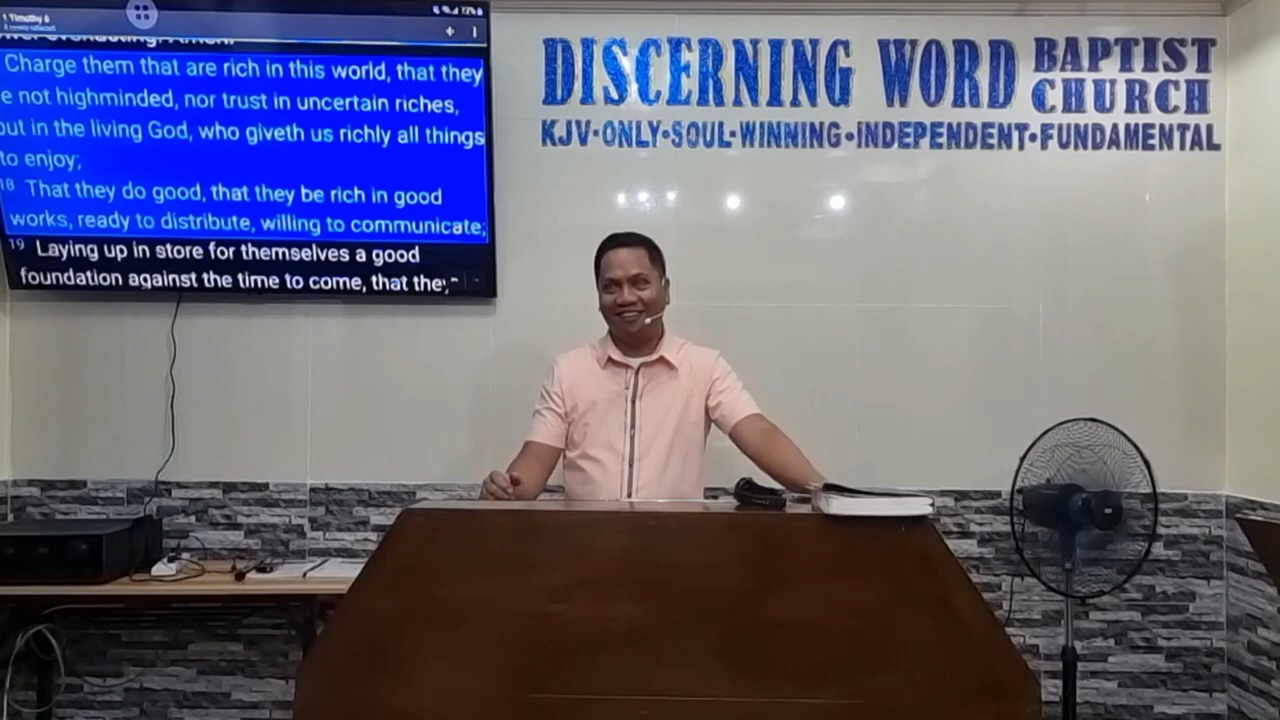 1 Timothy 6
Charge them that are rich in this world, that they
e not highminded, nor trust in uncertain riches,
out in the living God, who giveth us richly all things
to enjoy;
18 That they do good, that they be rich in good
works, ready to distribute, willing to communicate;
19 Laying up in store for themselves a good
foundation against the time to come, that they
DISCERNING WORD BAPTIST CHURCH
KJV-ONLY•SOUL-WINNING•INDEPENDENT•FUNDAMENTAL